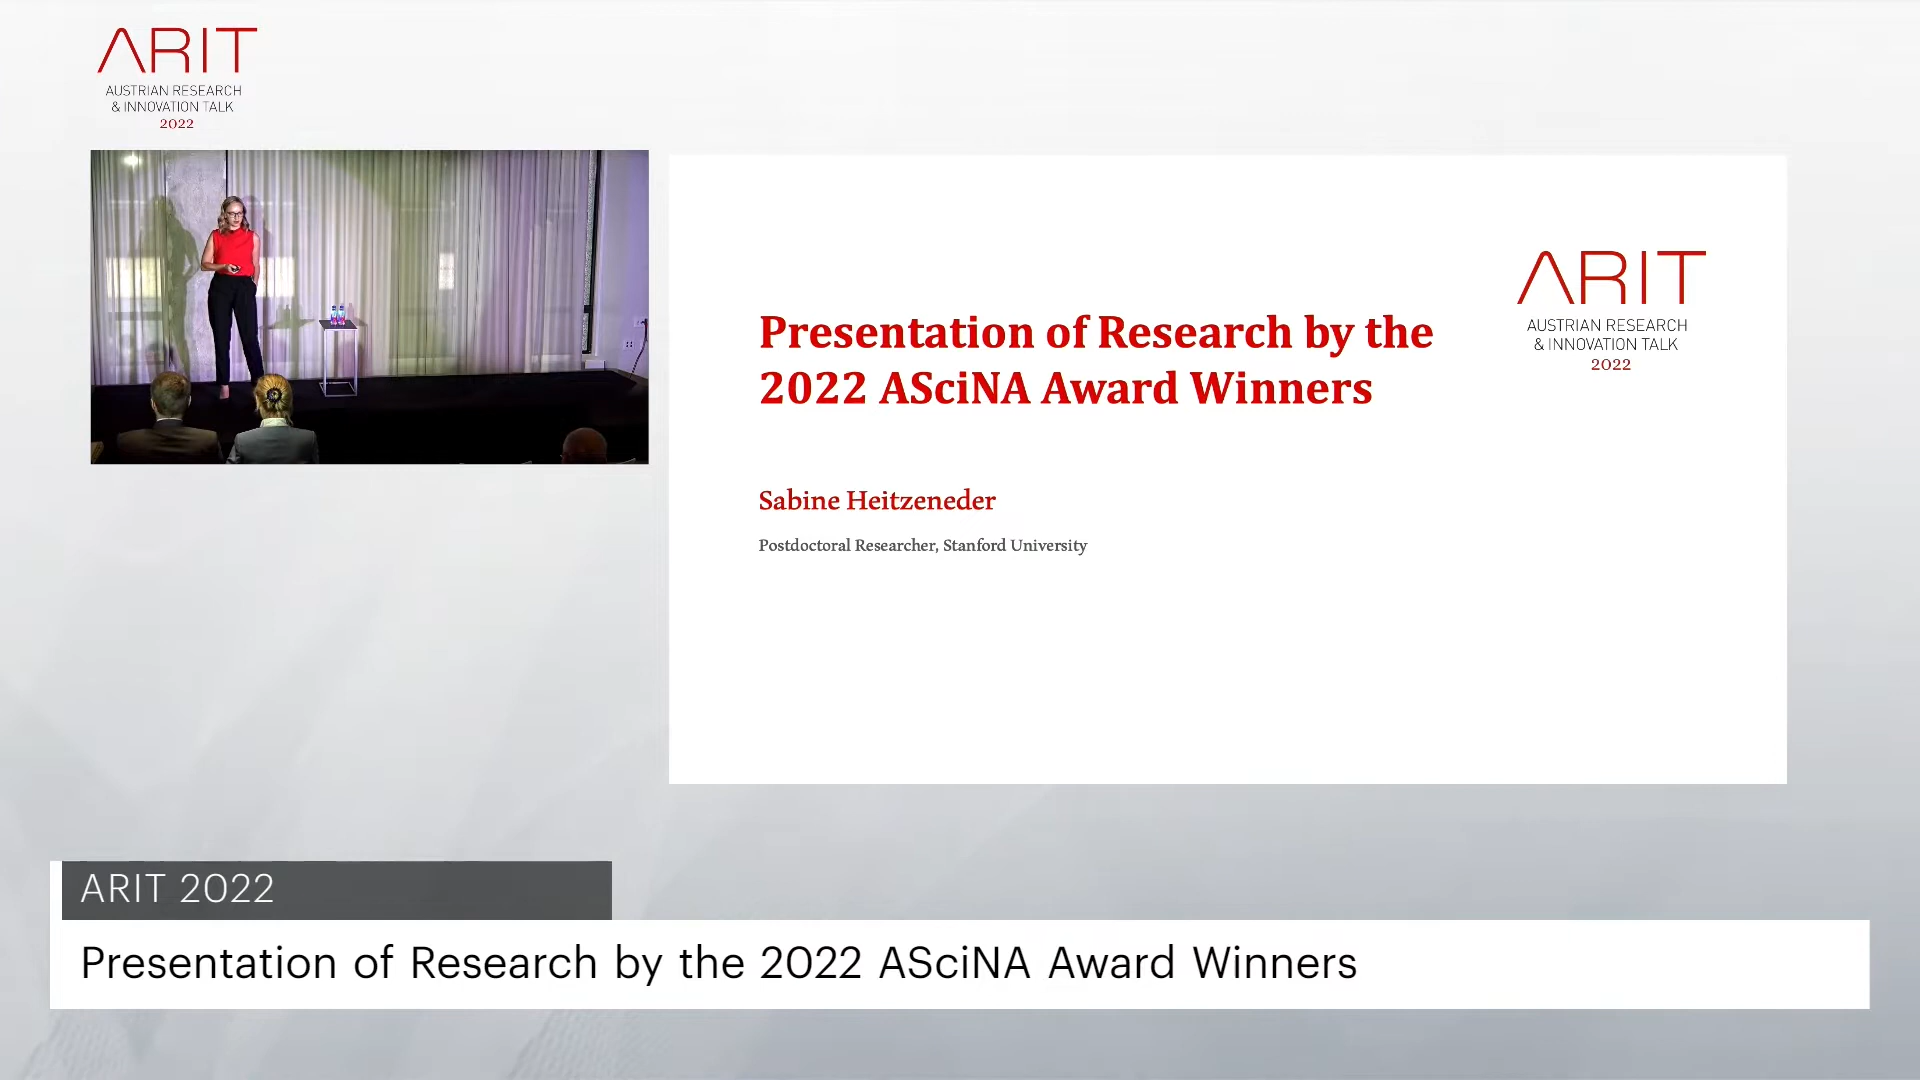 ARIT
AUSTRIAN RESEARCH
& INNOVATION TALK
2022
Presentation of Research by the
2022 ASciNA Award Winners
ARIT
AUSTRIAN RESEARCH
& INNOVATION TALK
2022
Sabine Heitzeneder
Postdoctoral Researcher, Stanford University
ARIT 2022
Presentation of Research by the 2022 ASciNA Award Winners